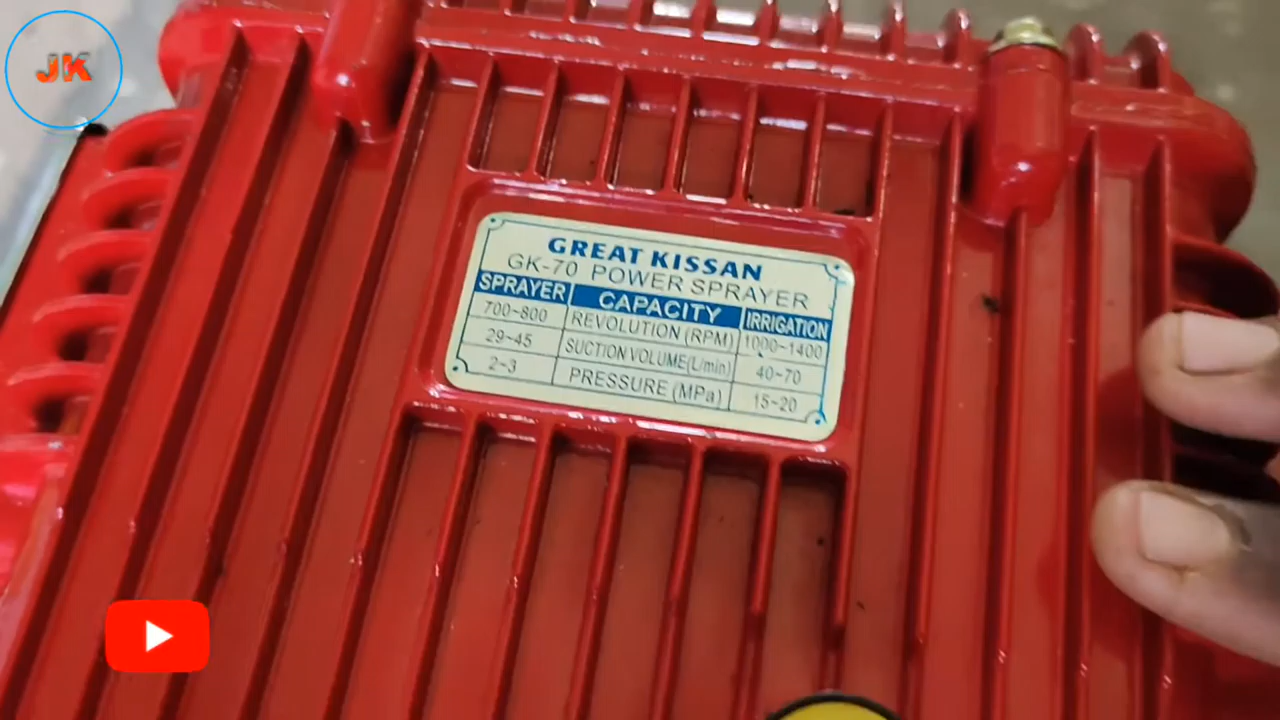 JK
GREAT KISSAN
GK-70 POWER SPRAYER
SPRAYER CAPACITY IRRIGATION
700~800 REVOLUTION (RPM) 1000~1400
29~45 SUCTION VOLUME(L/min) 40~70
2~3 PRESSURE (MPa) 15~20